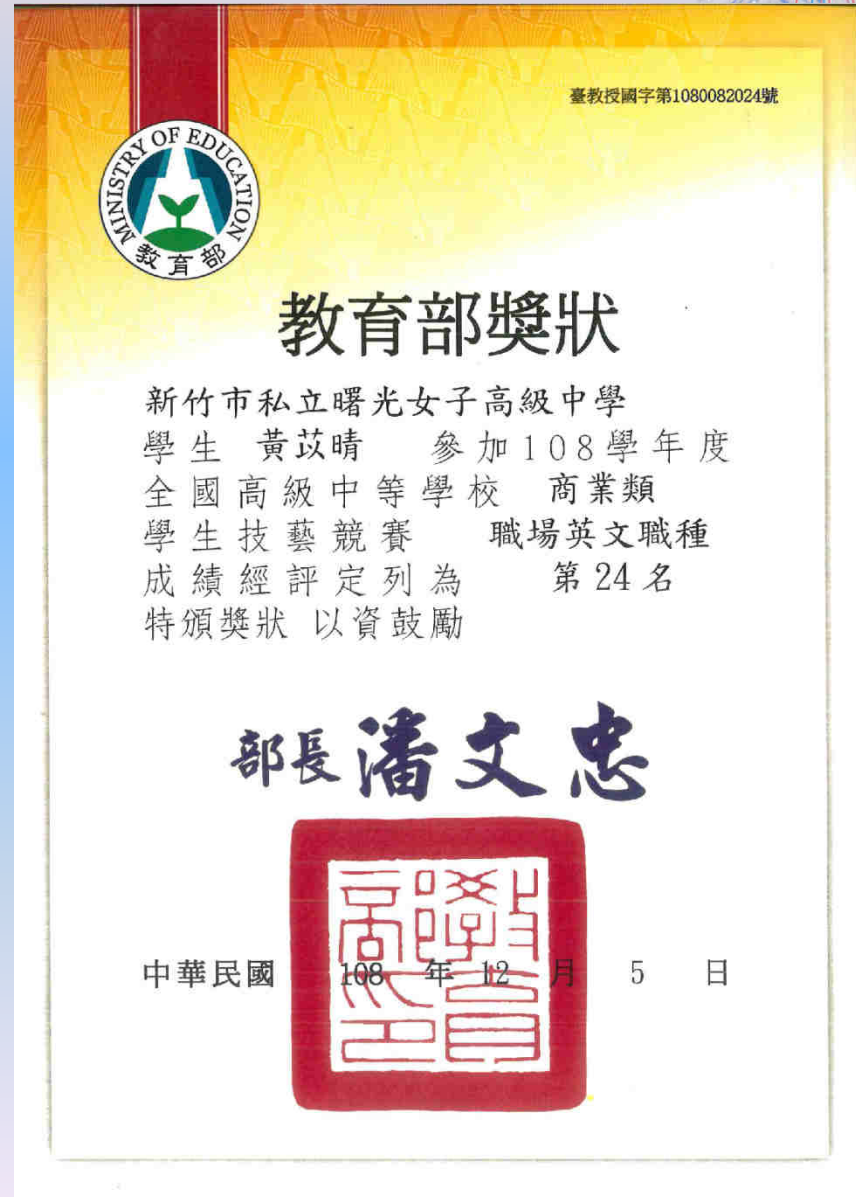 臺教授國字第1080082024號
MINISTRY OF EDUCATION
教育部
教育部獎狀
新竹市私立曙光女子高級中學
學生 黃苡晴 參加108學年度
全國高級中等學校 商業類
學生技藝競賽 職場英文職種
成績經評定列為 第24名
特頒獎狀 以資鼓勵
部長 潘文忠
教育部印
中華民國 108 年 12 月 5 日